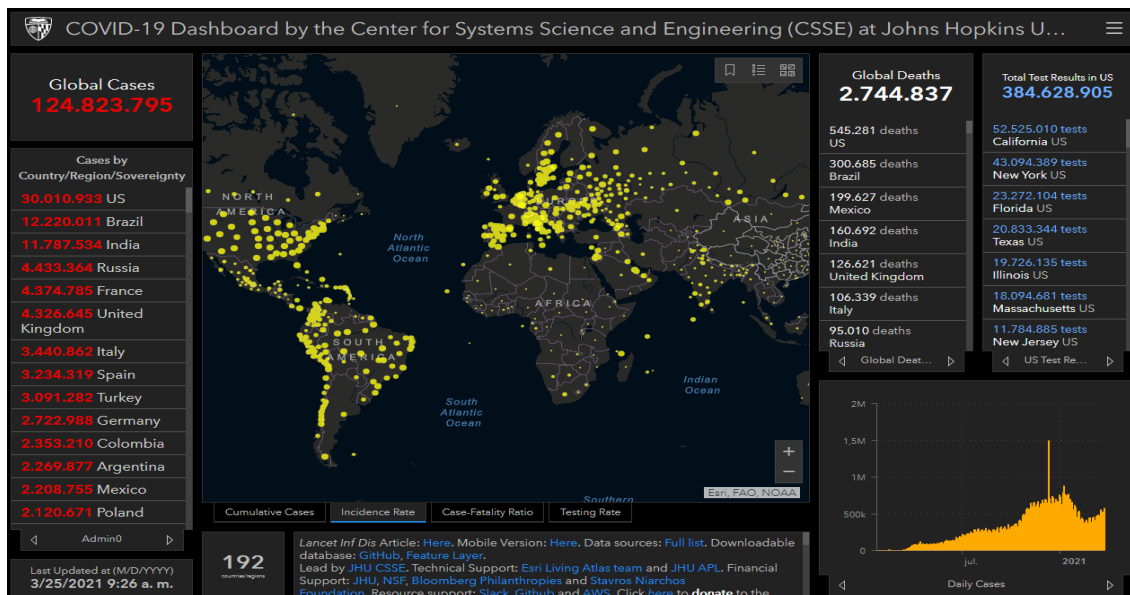 COVID-19 Dashboard by the Center for Systems Science and Engineering (CSSE) at Johns Hopkins U...
Global Cases
124.823.795
Cases by
Country/Region/Sovereignty
30.010.933 US
12.220.011 Brazil
11.787.534 India
4.433.364 Russia
4.374.785 France
4.326.645 United
Kingdom
3.440.862 Italy
3.234.319 Spain
3.091.282 Turkey
2.722.988 Germany
2.353.210 Colombia
2.269.877 Argentina
2.208.755 Mexico
2.120.671 Poland
Admin0
Last Updated at (M/D/YYYY)
3/25/2021 9:26 a. m.
NORTH
AMERICA
North
Atlantic
Ocean
ASIA
AFRICA
SOUTH
AMERICA
Indian
Ocean
South
Atlantic
Ocean
Southern
Esri, FAO, NOAA
Cumulative Cases
Incidence Rate
Case-Fatality Ratio
Testing Rate
192
countries/regions
Lancet Inf Dis Article: Here. Mobile Version: Here. Data sources: Full list. Downloadable
database: GitHub, Feature Layer.
Lead by JHU CSSE. Technical Support: Esri Living Atlas team and JHU APL. Financial
Support: JHU, NSF, Bloomberg Philanthropies and Stavros Niarchos
Foundation. Resource support: Slack, Github and AWS. Click here to donate to the
Global Deaths
2.744.837
545.281 deaths
US
300.685 deaths
Brazil
199.627 deaths
Mexico
160.692 deaths
India
126.621 deaths
United Kingdom
106.339 deaths
Italy
95.010 deaths
Russia
Global Deat...
Total Test Results in US
384.628.905
52.525.010 tests
California US
43.094.389 tests
New York US
23.272.104 tests
Florida US
20.833.344 tests
Texas US
19.726.135 tests
Illinois US
18.094.681 tests
Massachusetts US
11.784.885 tests
New Jersey US
US Test Re...
2M
1,5M
1M
500k
0
jul.
2021
Daily Cases